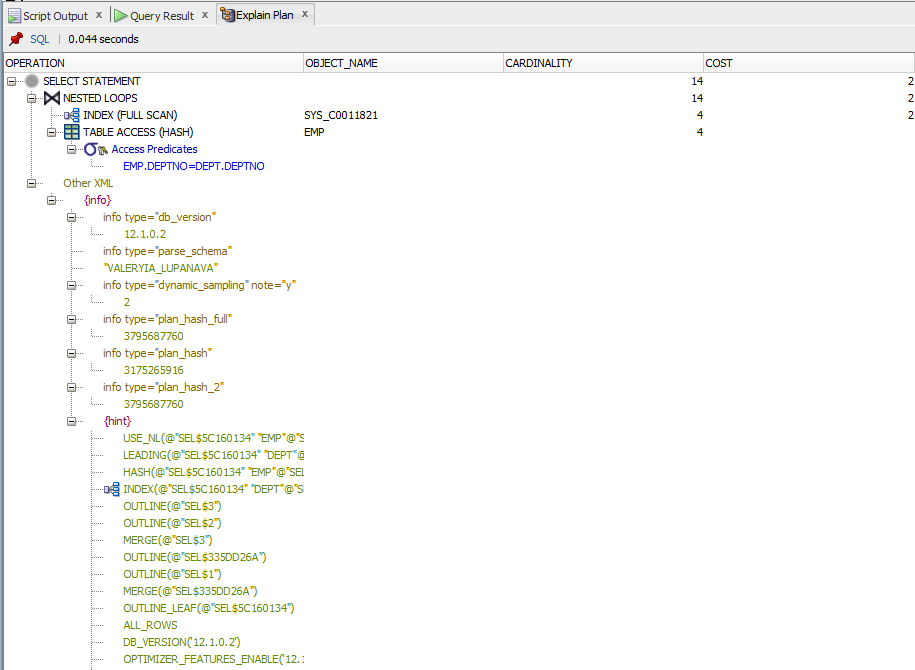 Script Output x Query Result x Explain Plan x
SQL | 0.044 seconds
OPERATION OBJECT_NAME CARDINALITY COST
SELECT STATEMENT 14 2
NESTED LOOPS 14 2
INDEX (FULL SCAN) SYS_C0011821 4 2
TABLE ACCESS (HASH) EMP 4
Access Predicates
EMP.DEPTNO=DEPT.DEPTNO
Other XML
{info}
info type="db_version"
12.1.0.2
info type="parse_schema"
"VALERYIA_LUPANAVA"
info type="dynamic_sampling" note="y"
2
info type="plan_hash_full"
3795687760
info type="plan_hash"
3175265916
info type="plan_hash_2"
3795687760
{hint}
USE_NL(@"SEL$5C160134" "EMP"@"S
LEADING(@"SEL$5C160134" "DEPT"@
HASH(@"SEL$5C160134" "EMP"@"SEL
INDEX(@"SEL$5C160134" "DEPT"@"S
OUTLINE(@"SEL$3")
OUTLINE(@"SEL$2")
MERGE(@"SEL$3")
OUTLINE(@"SEL$335DD26A")
OUTLINE(@"SEL$1")
MERGE(@"SEL$335DD26A")
OUTLINE_LEAF(@"SEL$5C160134")
ALL_ROWS
DB_VERSION('12.1.0.2')
OPTIMIZER_FEATURES_ENABLE('12.1